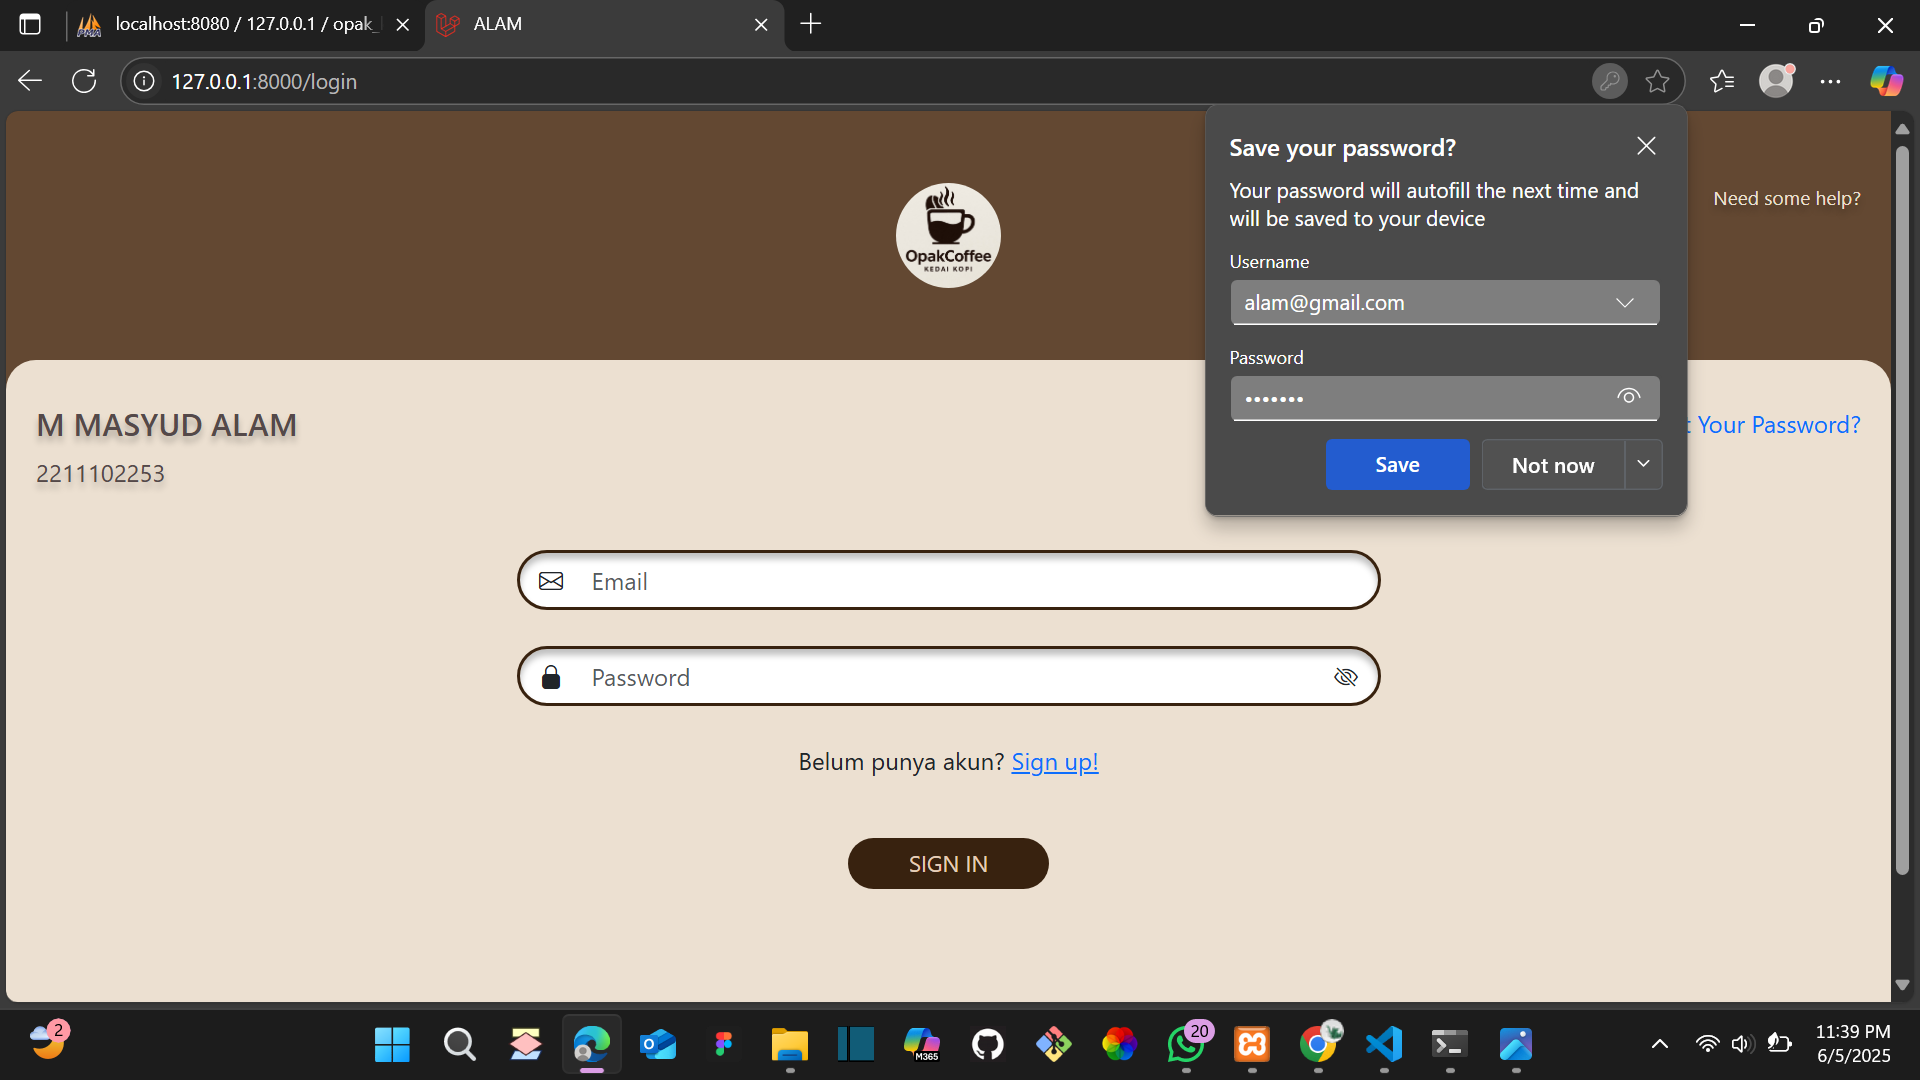 localhost:8080 / 127.0.0.1 / opak_
ALAM
127.0.0.1:8000/login
Save your password?
Your password will autofill the next time and
will be saved to your device
Username
alam@gmail.com
Password
Save
Not now
Need some help?
OpakCoffee
KEDAI KOPI
M MASYUD ALAM
2211102253
Your Password?
Email
Password
Belum punya akun? Sign up!
SIGN IN
2
M365
20
11:39 PM
6/5/2025